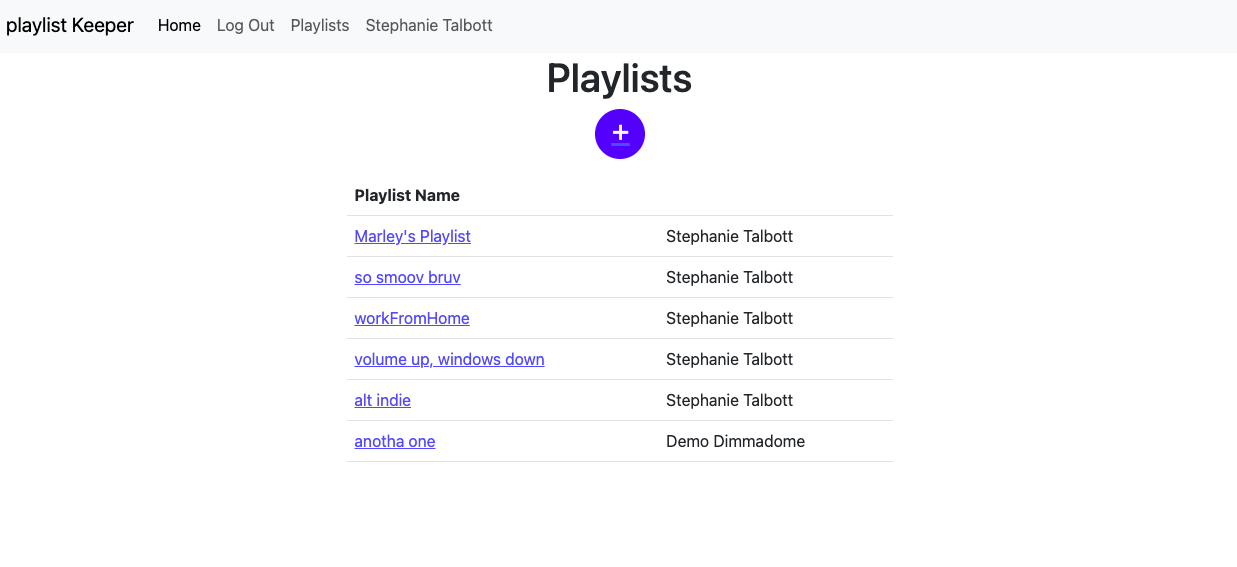 playlist Keeper Home Log Out Playlists Stephanie Talbott
Playlists
+
Playlist Name
Marley's Playlist Stephanie Talbott
so smoov bruv Stephanie Talbott
workFromHome Stephanie Talbott
volume up, windows down Stephanie Talbott
alt indie Stephanie Talbott
anotha one Demo Dimmadome